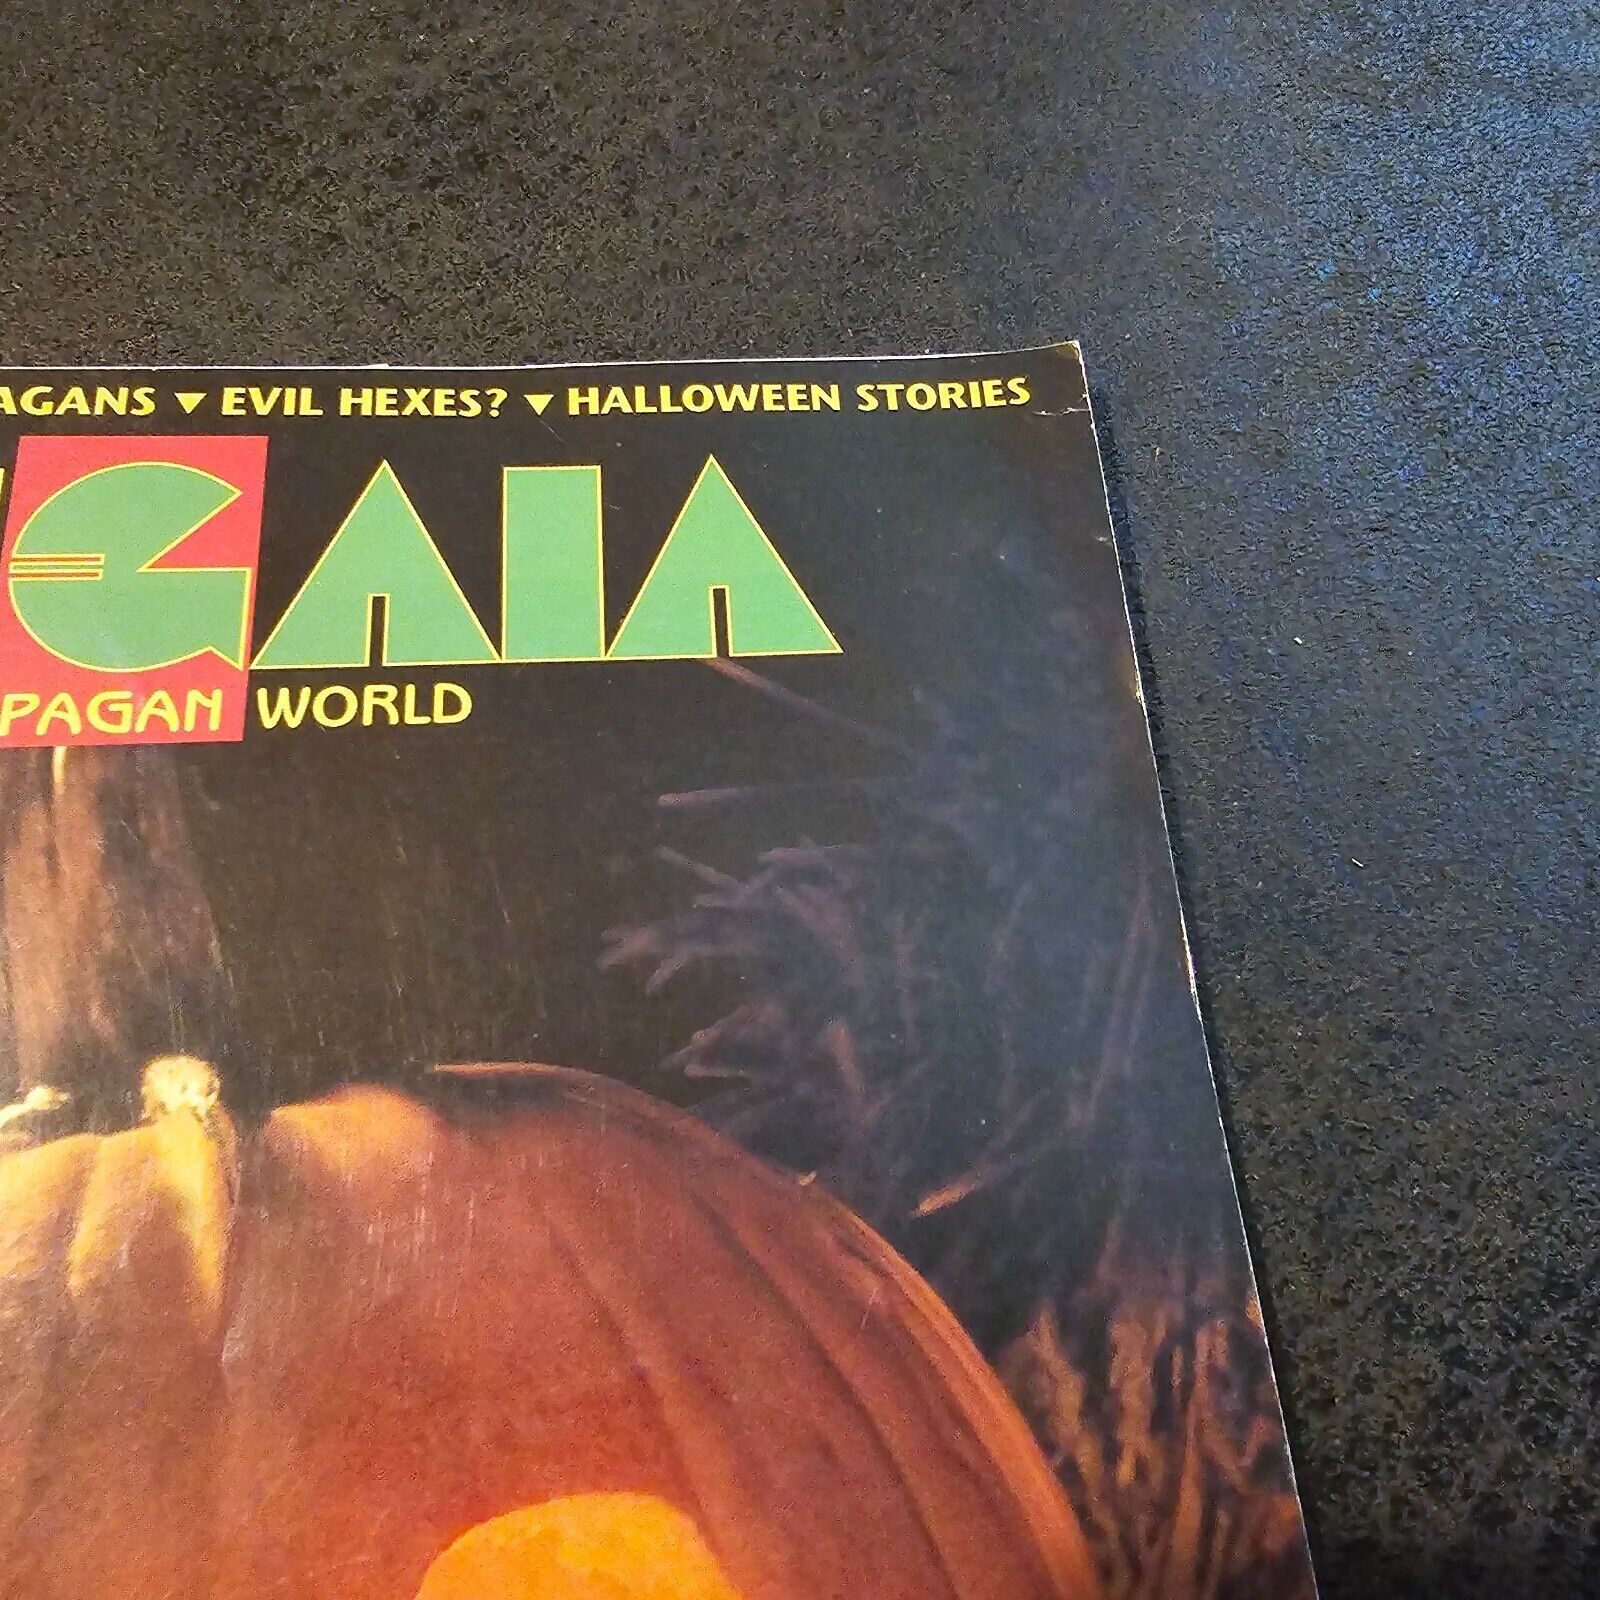 AGANS ▼ EVIL HEXES? ▼ HALLOWEEN STORIES
GAIA
PAGAN WORLD